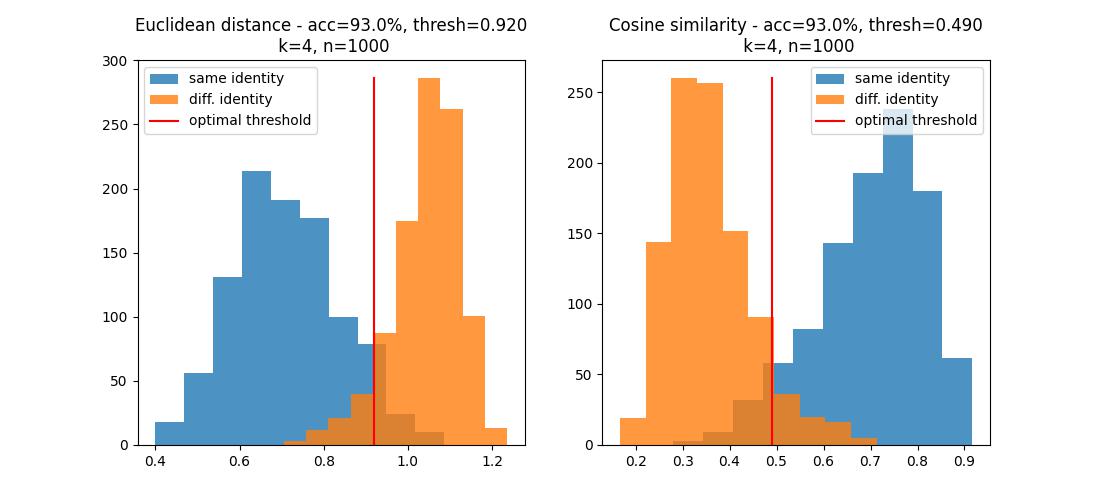 Euclidean distance - acc=93.0%, thresh=0.920
k=4, n=1000
same identity
diff. identity
optimal threshold
300
250
200
150
100
50
0
0.4
0.6
0.8
1.0
1.2
Cosine similarity - acc=93.0%, thresh=0.490
k=4, n=1000
same identity
diff. identity
optimal threshold
250
200
150
100
50
0
0.2
0.3
0.4
0.5
0.6
0.7
0.8
0.9